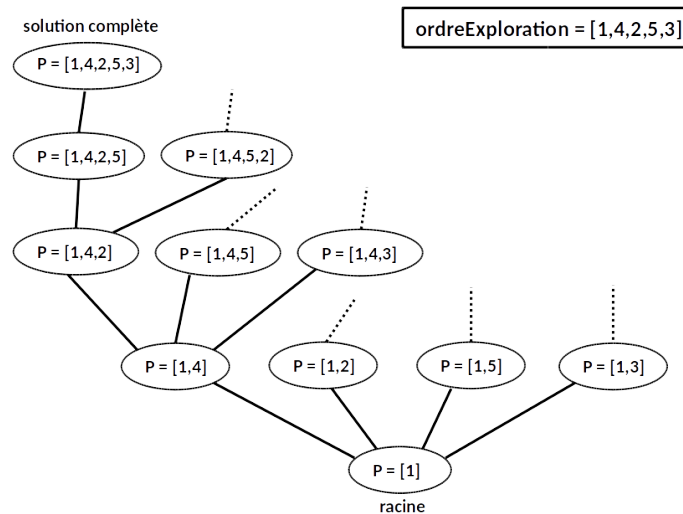 solution complète
ordreExploration = [1,4,2,5,3]
P = [1,4,2,5,3]
P = [1,4,2,5]
P = [1,4,5,2]
P = [1,4,2]
P = [1,4,5]
P = [1,4,3]
P = [1,4]
P = [1,2]
P = [1,5]
P = [1,3]
P = [1]
racine